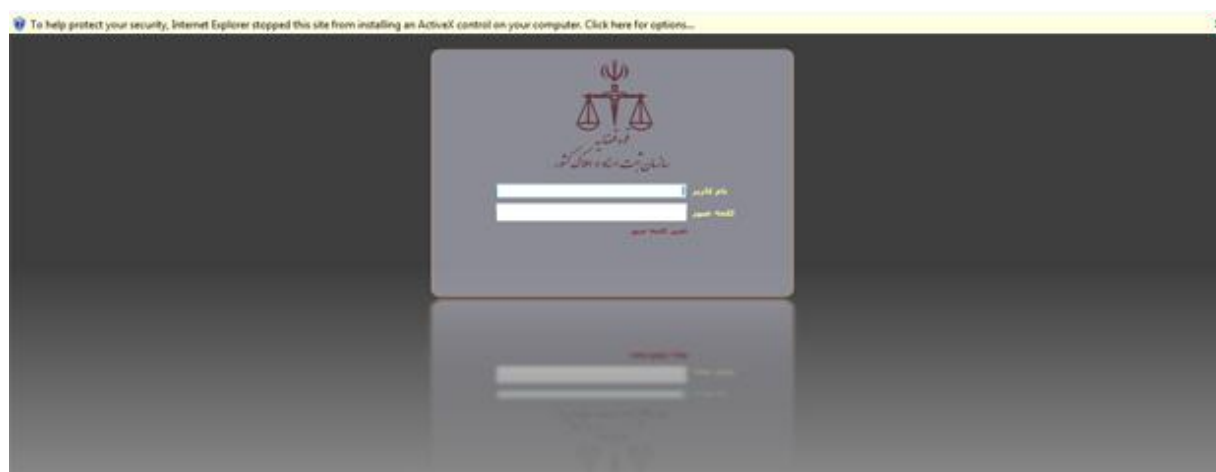 To help protect your security, Internet Explorer stopped this site from installing an ActiveX control on your computer. Click here for options...
قوه قضاییه
سازمان ثبت اسناد و املاک کشور
نام کاربر
کلمه عبور
تغییر کلمه عبور